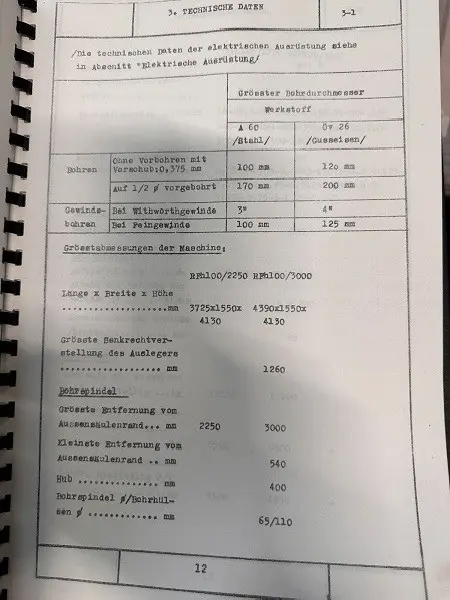 3. TECHNISCHE DATEN
3-1
/Die technischen Daten der elektrischen Ausrüstung siehe
in Abschnitt "Elektrische Ausrüstung/
Grösster Bohrdurchmesser
Werkstoff
A 60 Öv 26
/Stahl/ /Gusseisen/
Bohren Ohne Vorbohren mit
Vorschub:0,375 mm 100 mm 120 mm
Auf 1/2 ø vorgebohrt 170 mm 200 mm
Gewinde- Bei Withwörthgewinde 3" 4"
bohren Bei Feingewinde 100 mm 125 mm
Grösstabmessungen der Maschine:
RFh100/2250 RFh100/3000
Länge x Breite x Höhe
..................mm 3725x1550x 4390x1550x
4130 4130
Grösste Senkrechtver-
stellung des Auslegers
.................. mm 1260
Bohrspindel
Grösste Entfernung vom
Aussensäulenrand... mm 2250 3000
Kleinste Entfernung vom
Aussensäulenrand .. mm 540
Hub ............... mm 400
Bohrspindel ø/Bohrhül-
sen ø ............. mm 65/110
12